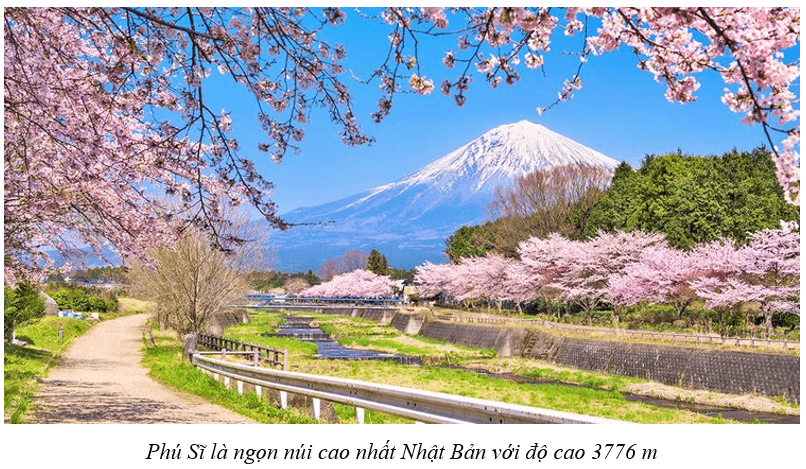 Phú Sĩ là ngọn núi cao nhất Nhật Bản với độ cao 3776 m